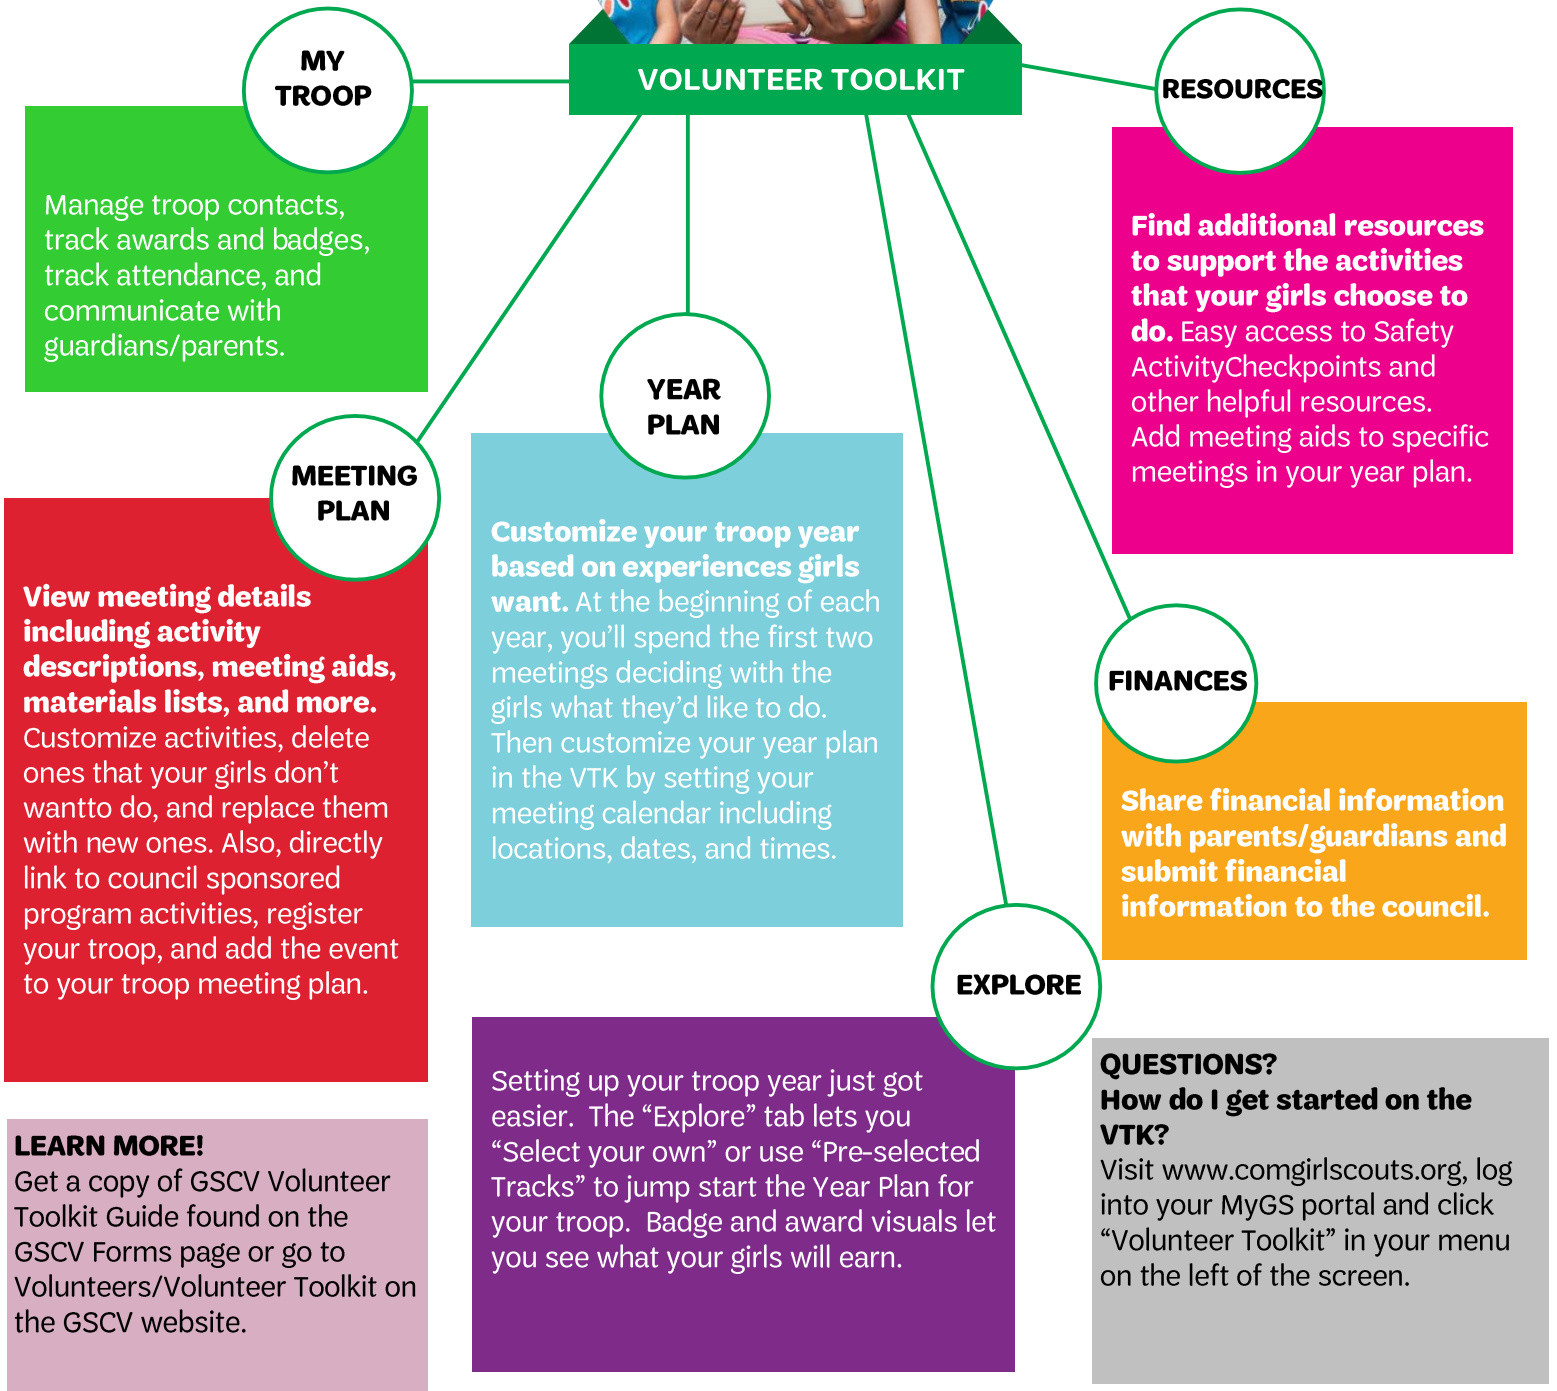 VOLUNTEER TOOLKIT
MY
TROOP
Manage troop contacts,
track awards and badges,
track attendance, and
communicate with
guardians/parents.
RESOURCES
Find additional resources
to support the activities
that your girls choose to
do. Easy access to Safety
ActivityCheckpoints and
other helpful resources.
Add meeting aids to specific
meetings in your year plan.
MEETING
PLAN
View meeting details
including activity
descriptions, meeting aids,
materials lists, and more.
Customize activities, delete
ones that your girls don’t
wantto do, and replace them
with new ones. Also, directly
link to council sponsored
program activities, register
your troop, and add the event
to your troop meeting plan.
YEAR
PLAN
Customize your troop year
based on experiences girls
want. At the beginning of each
year, you’ll spend the first two
meetings deciding with the
girls what they’d like to do.
Then customize your year plan
in the VTK by setting your
meeting calendar including
locations, dates, and times.
FINANCES
Share financial information
with parents/guardians and
submit financial
information to the council.
EXPLORE
Setting up your troop year just got
easier.  The “Explore” tab lets you
“Select your own” or use “Pre-selected
Tracks” to jump start the Year Plan for
your troop.  Badge and award visuals let
you see what your girls will earn.
LEARN MORE!
Get a copy of GSCV Volunteer
Toolkit Guide found on the
GSCV Forms page or go to
Volunteers/Volunteer Toolkit on
the GSCV website.
QUESTIONS?
How do I get started on the
VTK?
Visit www.comgirlscouts.org, log
into your MyGS portal and click
“Volunteer Toolkit” in your menu
on the left of the screen.